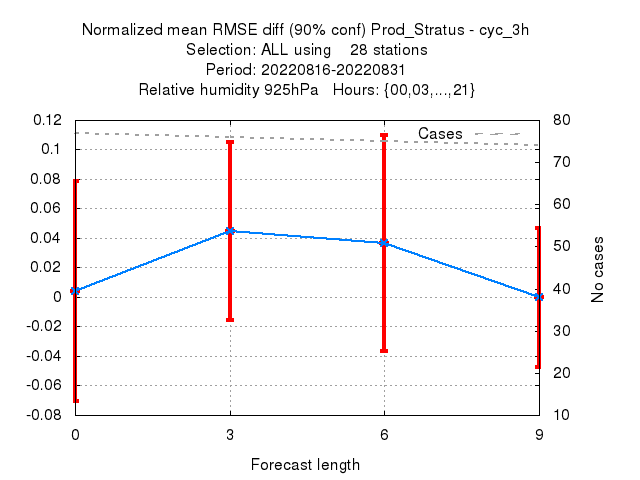 Normalized mean RMSE diff (90% conf) Prod_Stratus - cyc_3h
Selection: ALL using    28 stations
Period: 20220816-20220831
Relative humidity 925hPa   Hours: {00,03,...,21}
0.12
0.1
0.08
0.06
0.04
0.02
0
-0.02
-0.04
-0.06
-0.08
Cases
80
70
60
50
40
30
20
10
No cases
0 3 6 9
Forecast length